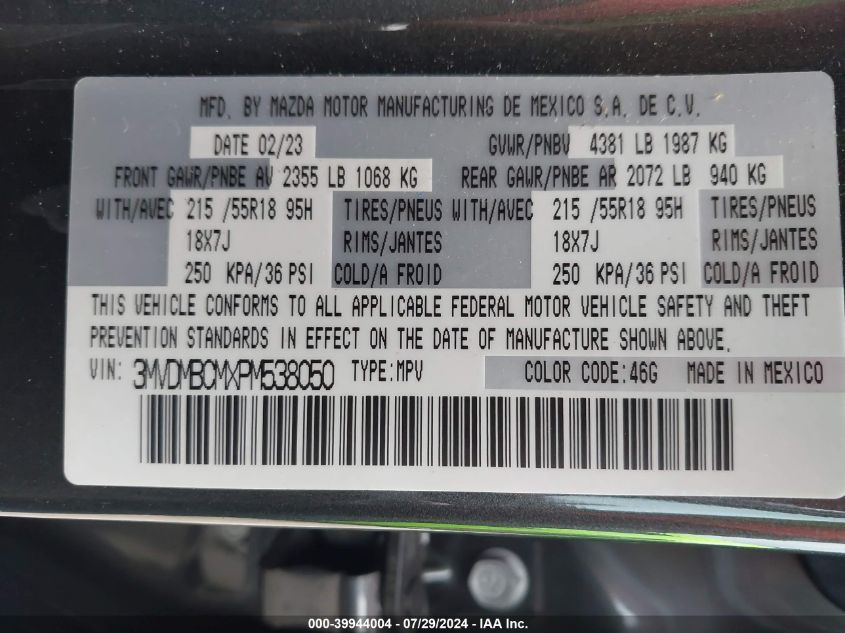 MFD. BY MAZDA MOTOR MANUFACTURING DE MEXICO S.A. DE C.V.
DATE 02/23 GVWR/PNBV 4381 LB 1987 KG
FRONT GAWR/PNBE AV 2355 LB 1068 KG REAR GAWR/PNBE AR 2072 LB 940 KG
WITH/AVEC 215 /55R18 95H TIRES/PNEUS WITH/AVEC 215 /55R18 95H TIRES/PNEUS
18X7J RIMS/JANTES 18X7J RIMS/JANTES
250 KPA/36 PSI COLD/A FROID 250 KPA/36 PSI COLD/A FROID
THIS VEHICLE CONFORMS TO ALL APPLICABLE FEDERAL MOTOR VEHICLE SAFETY AND THEFT
PREVENTION STANDARDS IN EFFECT ON THE DATE OF MANUFACTURE SHOWN ABOVE.
VIN: 3MVDMBCMXPM538050 TYPE:MPV COLOR CODE:46G MADE IN MEXICO
000-39944004 - 07/29/2024 - IAA Inc.